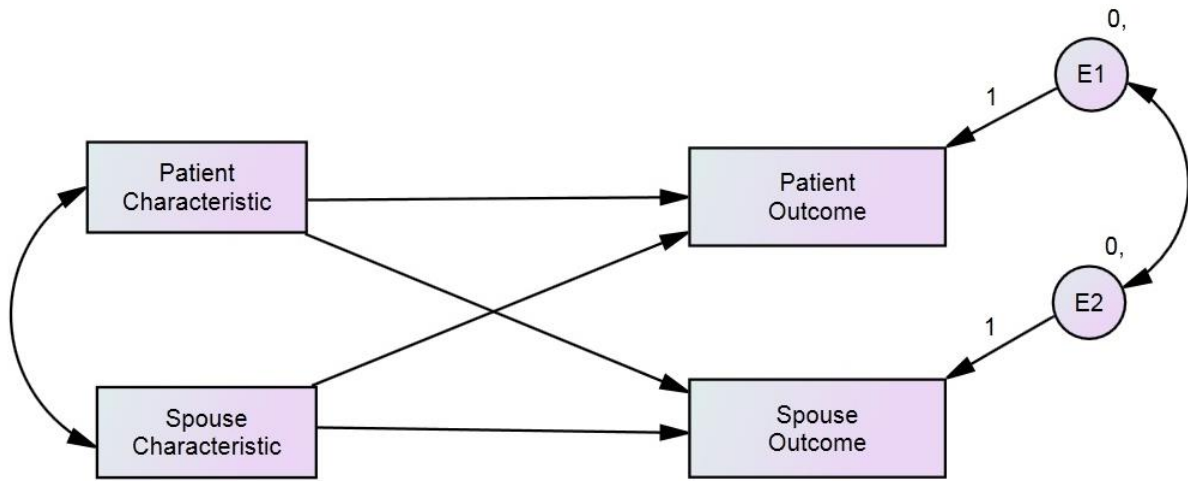 0,
E1
1
Patient
Characteristic
Patient
Outcome
0,
E2
1
Spouse
Characteristic
Spouse
Outcome